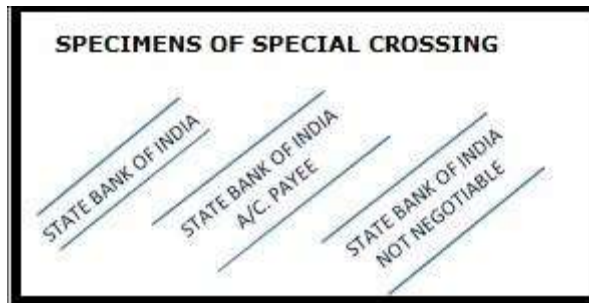 SPECIMENS OF SPECIAL CROSSING
STATE BANK OF INDIA
STATE BANK OF INDIA
A/C. PAYEE
STATE BANK OF INDIA
NOT NEGOTIABLE